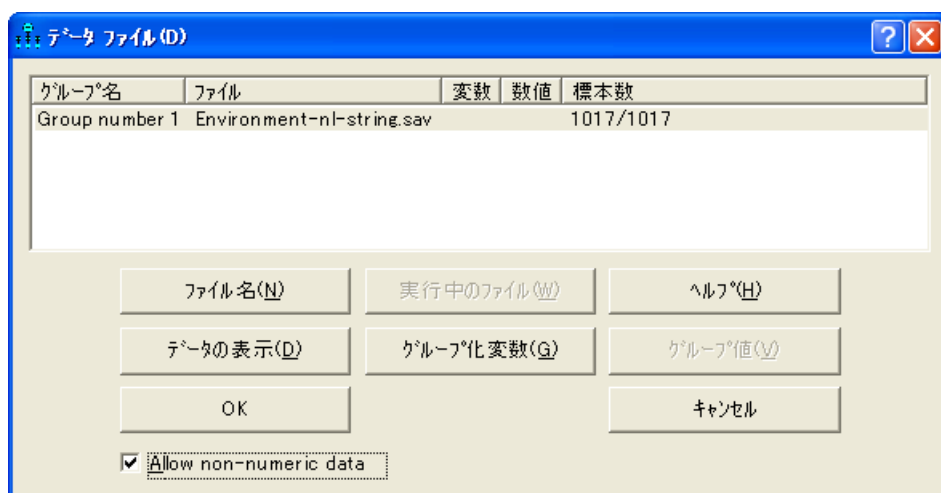 ﾃﾞｰﾀ ﾌｧｲﾙ(D)
ｸﾞﾙｰﾌﾟ名 ﾌｧｲﾙ 変数 数値 標本数
Group number 1 Environment-nl-string.sav 1017/1017
ﾌｧｲﾙ名(N) 実行中のﾌｧｲﾙ(W) ﾍﾙﾌﾟ(H)
ﾃﾞｰﾀの表示(D) ｸﾞﾙｰﾌﾟ化変数(G) ｸﾞﾙｰﾌﾟ値(V)
OK ｷｬﾝｾﾙ
Allow non-numeric data